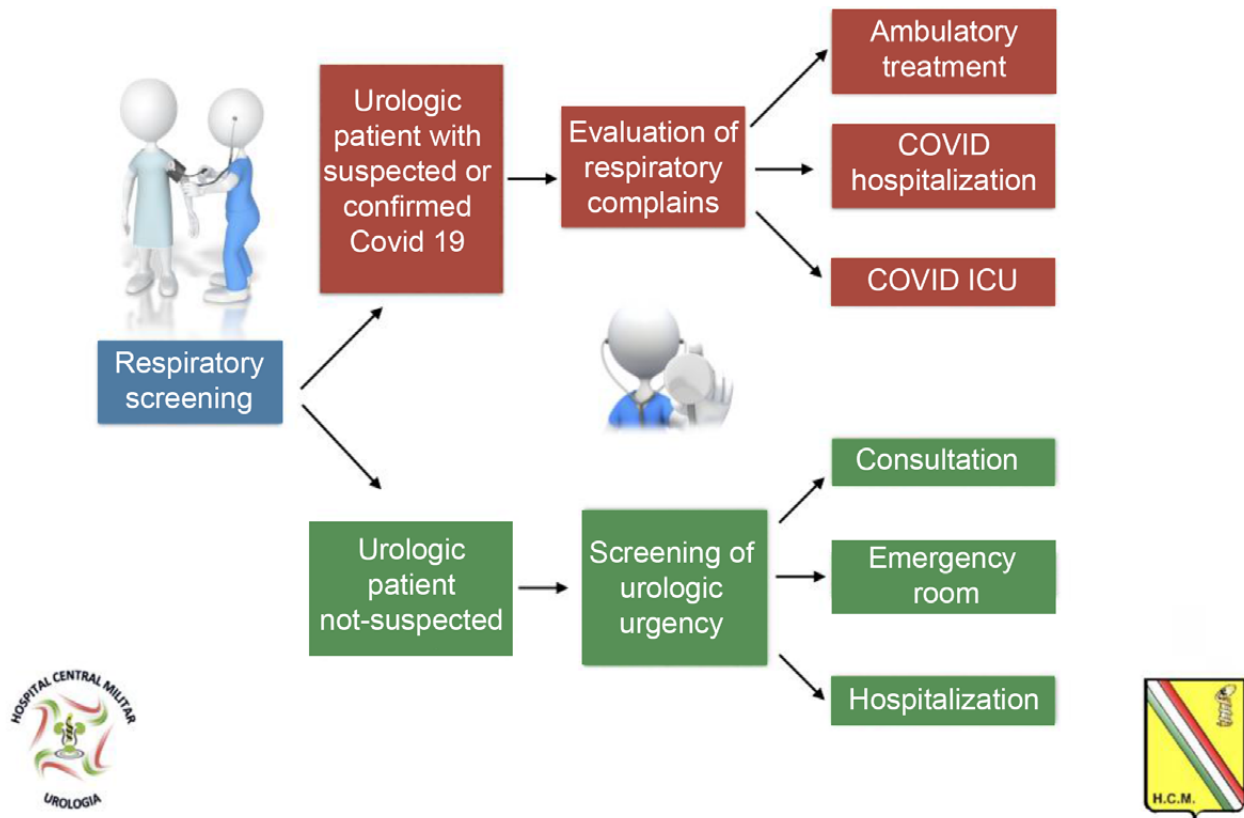 Ambulatory
treatment
Urologic
patient with
suspected or
confirmed
Covid 19
Evaluation of
respiratory
complains
COVID
hospitalization
COVID ICU
Respiratory
screening
Consultation
Urologic
patient
not-suspected
Screening of
urologic
urgency
Emergency
room
Hospitalization
HOSPITAL CENTRAL MILITAR
UROLOGIA
H.C.M.